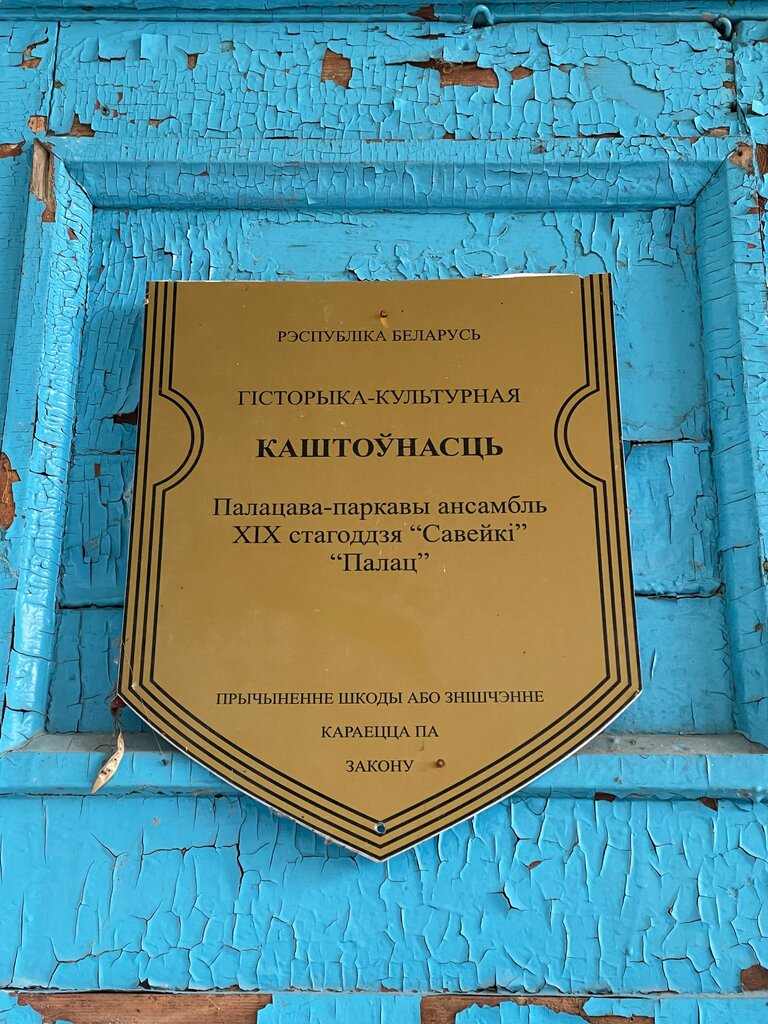 РЭСПУБЛІКА БЕЛАРУСЬ
ГІСТОРЫКА-КУЛЬТУРНАЯ
КАШТОЎНАСЦЬ
Палацава-паркавы ансамбль
XIX стагоддзя “Савейкі”
“Палац”
ПРЫЧЫНЕННЕ ШКОДЫ АБО ЗНІШЧЭННЕ
КАРАЕЦЦА ПА
ЗАКОНУ